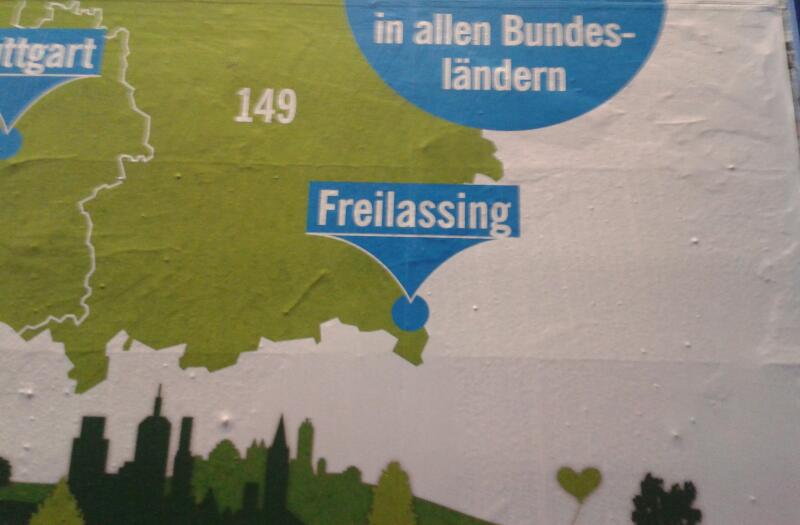 in allen Bundes-
ländern
ttgart
149
Freilassing